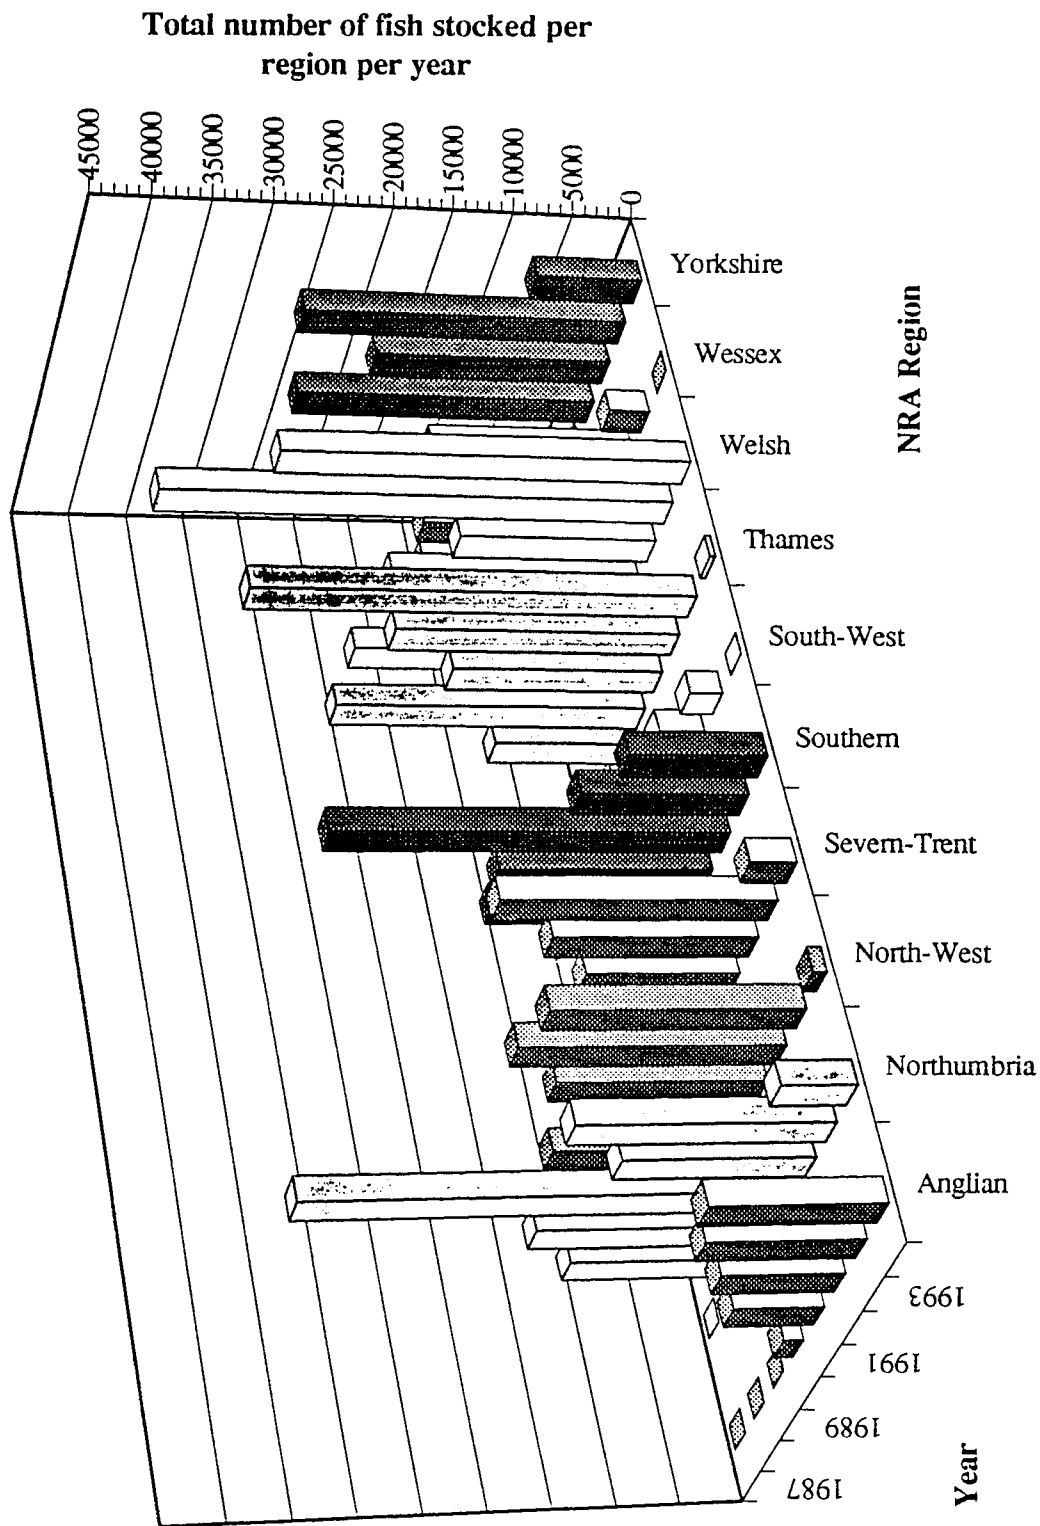 Total number of fish stocked per
region per year
45000
40000
35000
30000
25000
20000
15000
10000
5000
0
Yorkshire
Wessex
Welsh
Thames
South-West
Southern
Severn-Trent
North-West
Northumbria
Anglian
NRA Region
1993
1991
1989
1987
Year